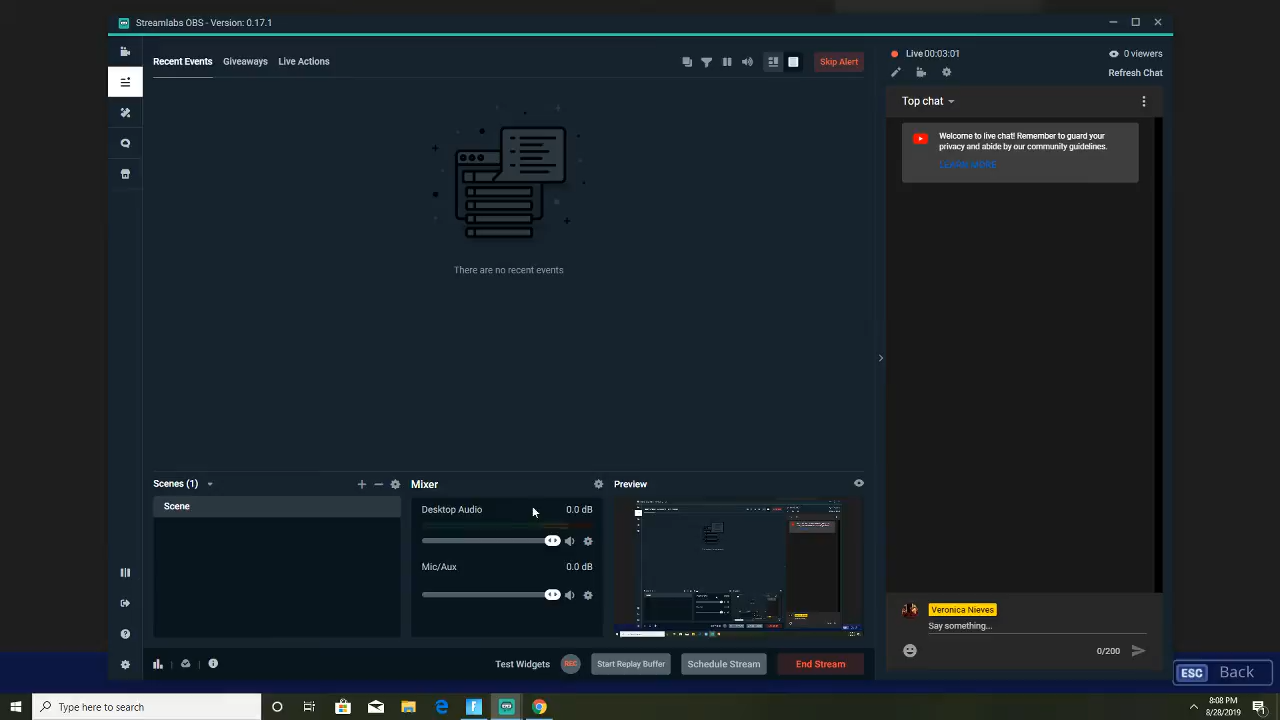 Streamlabs OBS - Version: 0.17.1
Recent Events
Giveaways
Live Actions
Skip Alert
Live 00:03:01
0 viewers
Refresh Chat
Top chat
Welcome to live chat! Remember to guard your
privacy and abide by our community guidelines.
LEARN MORE
There are no recent events
Scenes (1)
Scene
Mixer
Desktop Audio
0.0 dB
Mic/Aux
0.0 dB
Preview
Veronica Nieves
Say something...
0/200
Test Widgets
REC
Start Replay Buffer
Schedule Stream
End Stream
ESC Back
Type here to search
8:08 PM
8/28/2019